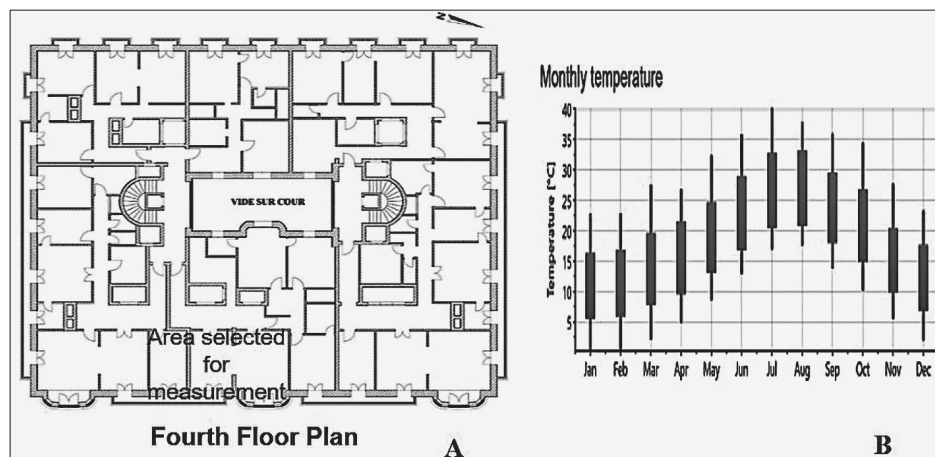 N
VIDE SUR COUR
Area selected
for
measurement
Fourth Floor Plan
A
Monthly temperature
Temperature [°C]
40
35
30
25
20
15
10
5
Jan Feb Mar Apr May Jun Jul Aug Sep Oct Nov Dec
B